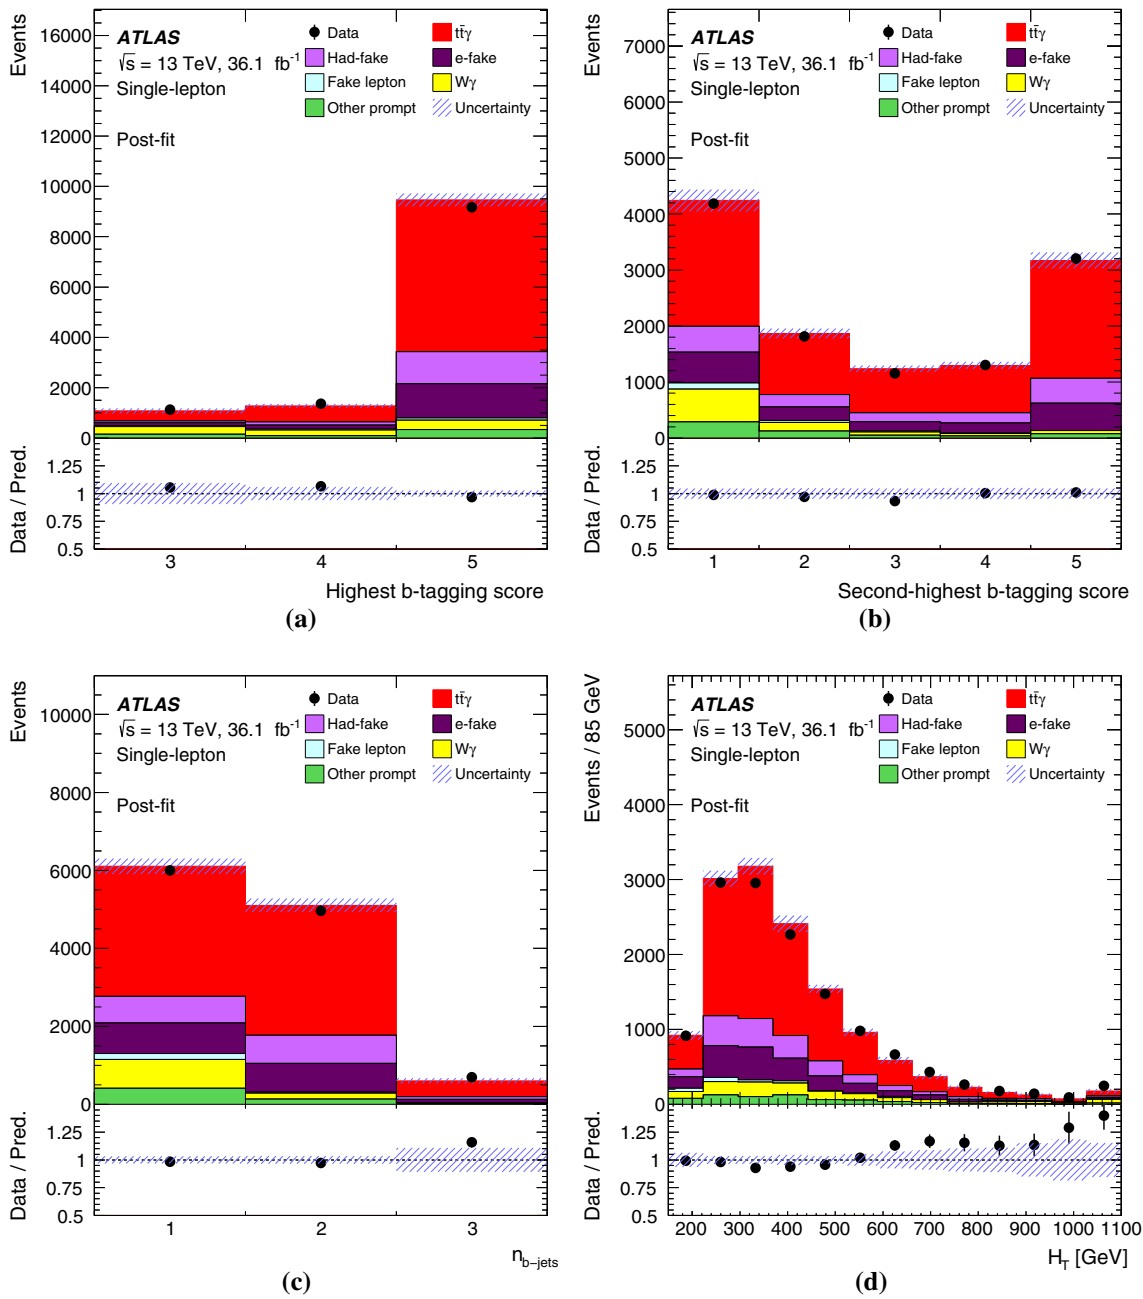 Events
16000
14000
12000
10000
8000
6000
4000
2000
0
ATLAS
√s = 13 TeV, 36.1 fb⁻¹
Single-lepton
Post-fit
Data
tt̄γ
Had-fake
e-fake
Fake lepton
Wγ
Other prompt
Uncertainty
Data / Pred.
1.25
1
0.75
0.5
3 4 5
Highest b-tagging score
(a)
Events
7000
6000
5000
4000
3000
2000
1000
0
ATLAS
√s = 13 TeV, 36.1 fb⁻¹
Single-lepton
Post-fit
Data
tt̄γ
Had-fake
e-fake
Fake lepton
Wγ
Other prompt
Uncertainty
Data / Pred.
1.25
1
0.75
0.5
1 2 3 4 5
Second-highest b-tagging score
(b)
Events
10000
8000
6000
4000
2000
0
ATLAS
√s = 13 TeV, 36.1 fb⁻¹
Single-lepton
Post-fit
Data
tt̄γ
Had-fake
e-fake
Fake lepton
Wγ
Other prompt
Uncertainty
Data / Pred.
1.25
1
0.75
0.5
1 2 3
n_b-jets
(c)
Events / 85 GeV
5000
4000
3000
2000
1000
0
ATLAS
√s = 13 TeV, 36.1 fb⁻¹
Single-lepton
Post-fit
Data
tt̄γ
Had-fake
e-fake
Fake lepton
Wγ
Other prompt
Uncertainty
Data / Pred.
1.25
1
0.75
0.5
200 300 400 500 600 700 800 900 1000 1100
H_T [GeV]
(d)